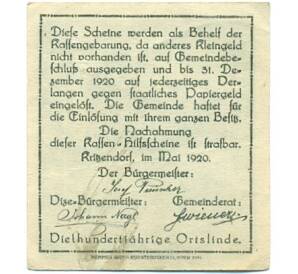 Diese Scheine werden als Behelf der
Kassengebarung, da anderes Kleingeld
nicht vorhanden ist, auf Gemeindebe-
schluß ausgegeben und bis 31. De-
zember 1920 auf jederzeitiges Ver-
langen gegen staatliches Papiergeld
eingelöst. Die Gemeinde haftet für
die Einlösung mit ihrem ganzen Besitz.
Die Nachahmung
dieser Kassen-Hilfsscheine ist strafbar.
Kritzendorf, im Mai 1920.
Der Bürgermeister:
Josef
Vize-Bürgermeister: Gemeinderat:
Johann Nagl
Vielhundertjährige Ortslinde.